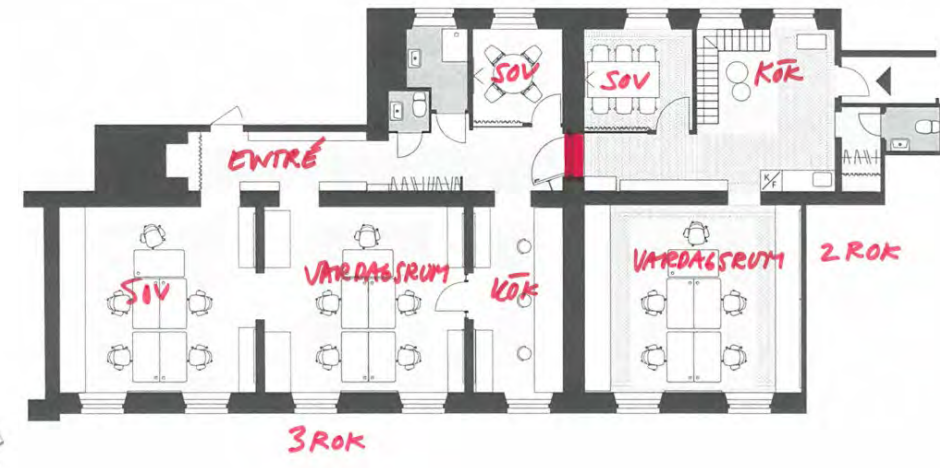 SOV
SOV
KÖK
ENTRÉ
K/F
SOV
VARDAGSRUM
KÖK
VARDAGSRUM
2 ROK
3 ROK